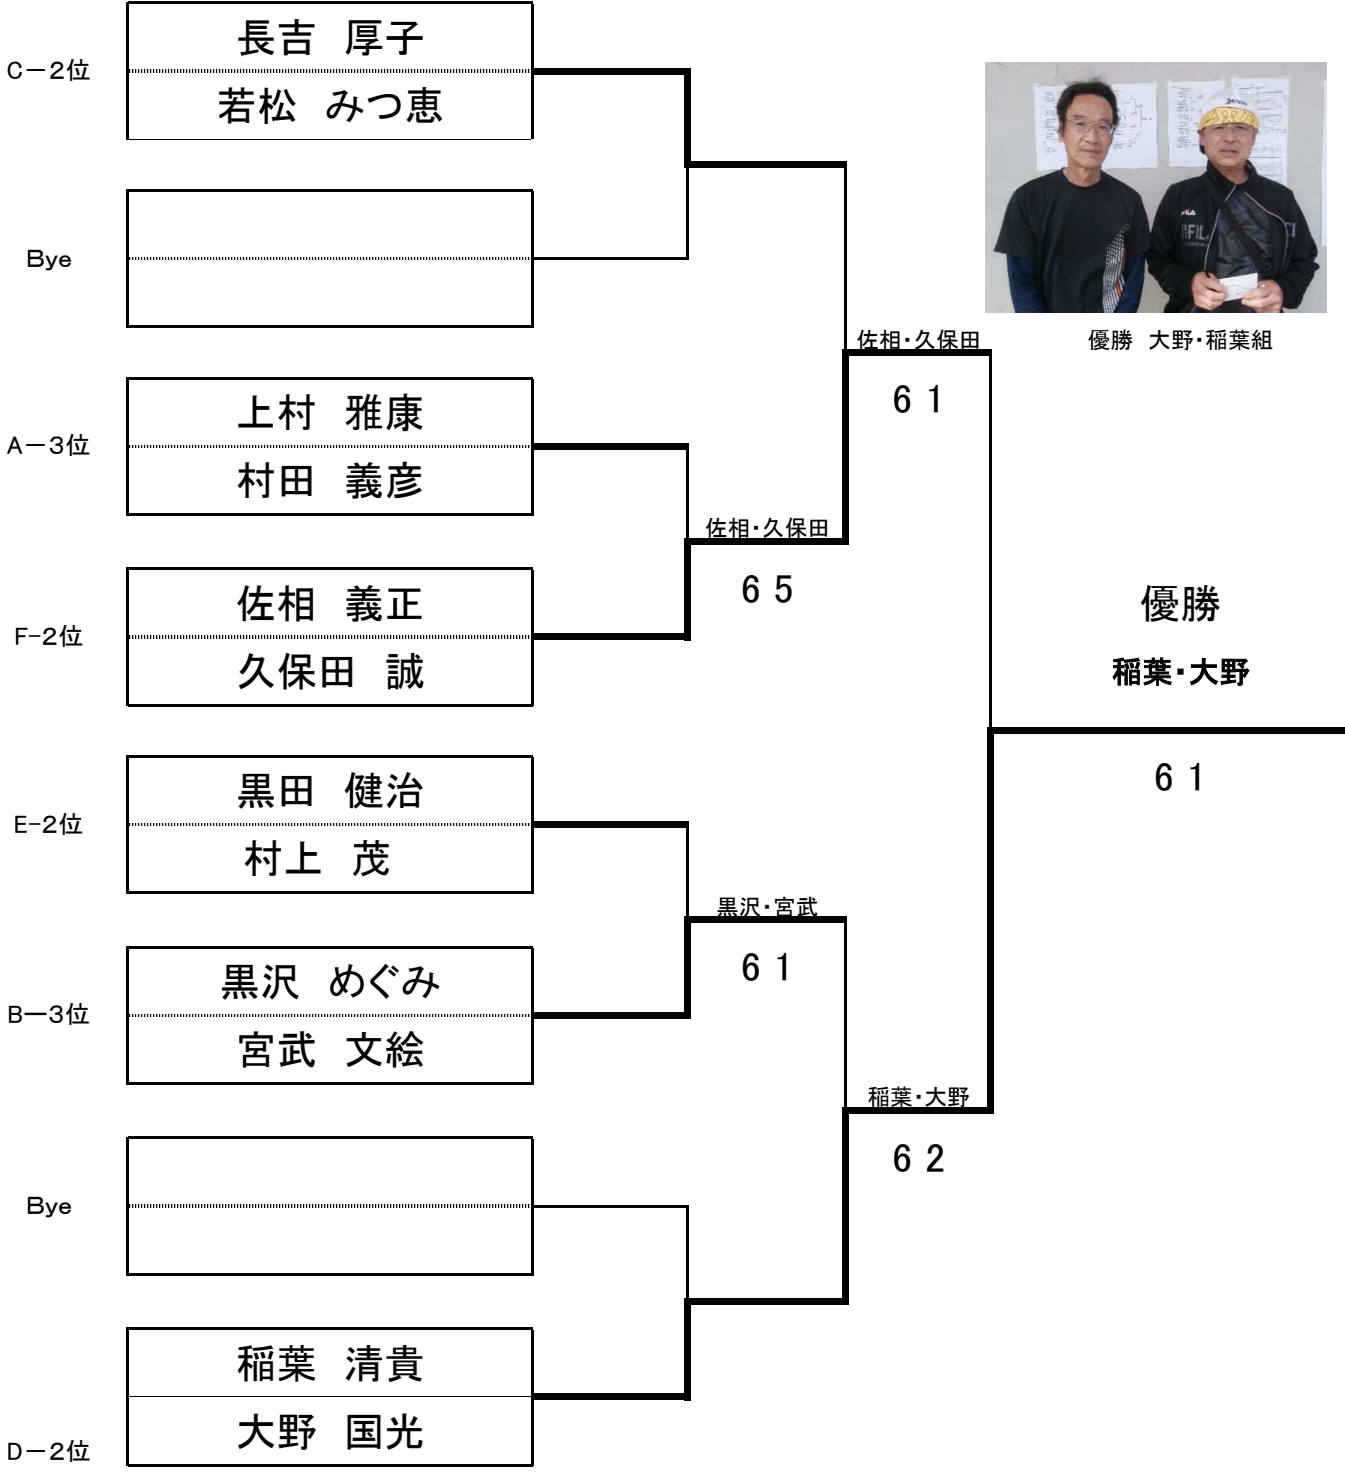 長吉　厚子
C－2位
若松　みつ恵
Bye
優勝　大野・稲葉組
佐相・久保田
6 1
上村　雅康
A－3位
村田　義彦
佐相・久保田
6 5
佐相　義正
F-2位
久保田　誠
優勝
稲葉・大野
6 1
黒田　健治
E-2位
村上　茂
黒沢・宮武
6 1
黒沢　めぐみ
B－3位
宮武　文絵
稲葉・大野
6 2
Bye
稲葉　清貴
大野　国光
D－2位
FILA